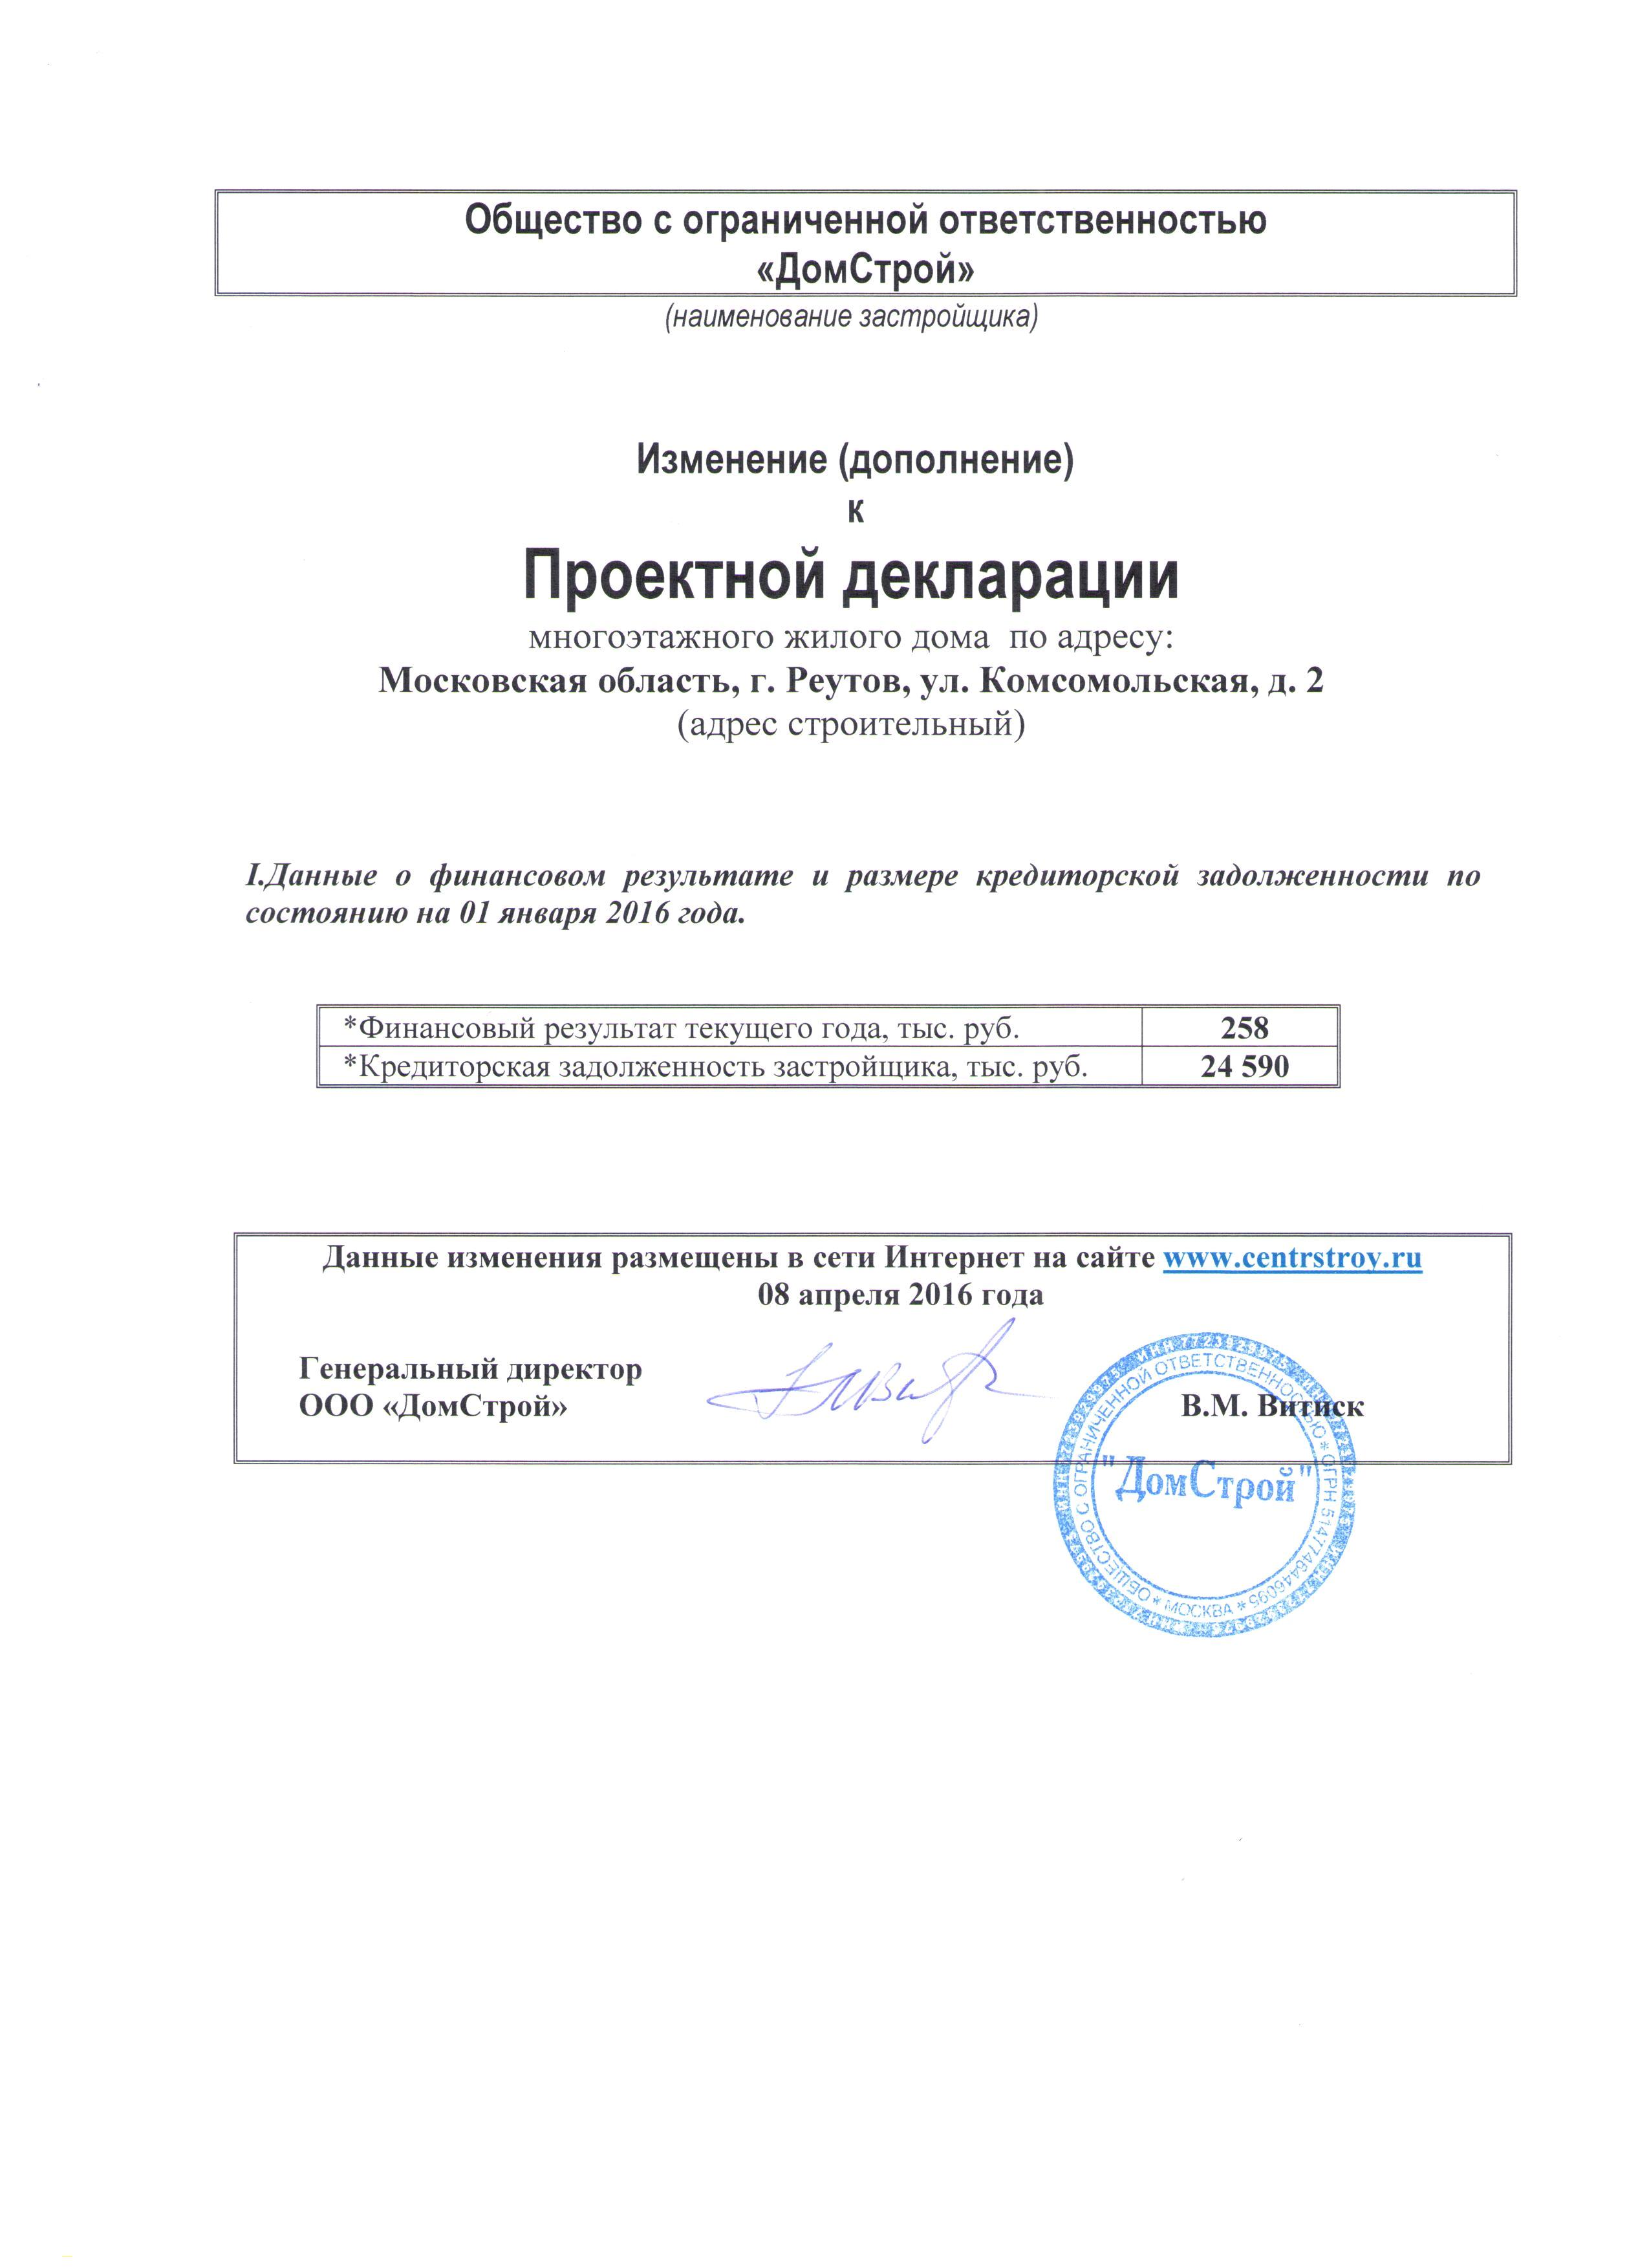 Общество с ограниченной ответственностью
«ДомСтрой»
(наименование застройщика)
Изменение (дополнение)
к
Проектной декларации
многоэтажного жилого дома по адресу:
Московская область, г. Реутов, ул. Комсомольская, д. 2
(адрес строительный)
I.Данные о финансовом результате и размере кредиторской задолженности по
состоянию на 01 января 2016 года.
*Финансовый результат текущего года, тыс. руб. 258
*Кредиторская задолженность застройщика, тыс. руб. 24 590
Данные изменения размещены в сети Интернет на сайте www.centrstroy.ru
08 апреля 2016 года
Генеральный директор
ООО «ДомСтрой» В.М. Витиск
ОБЩЕСТВО С ОГРАНИЧЕННОЙ ОТВЕТСТВЕННОСТЬЮ * ОГРН 5147746446095 * МОСКВА *
"ДомСтрой"